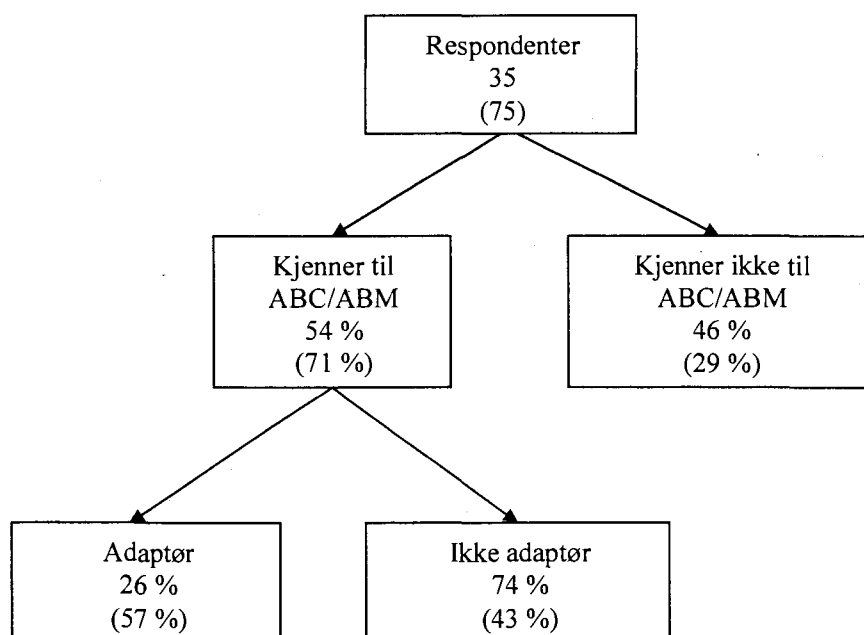 Respondenter
35
(75)
Kjenner til
ABC/ABM
54 %
(71 %)
Kjenner ikke til
ABC/ABM
46 %
(29 %)
Adaptør
26 %
(57 %)
Ikke adaptør
74 %
(43 %)